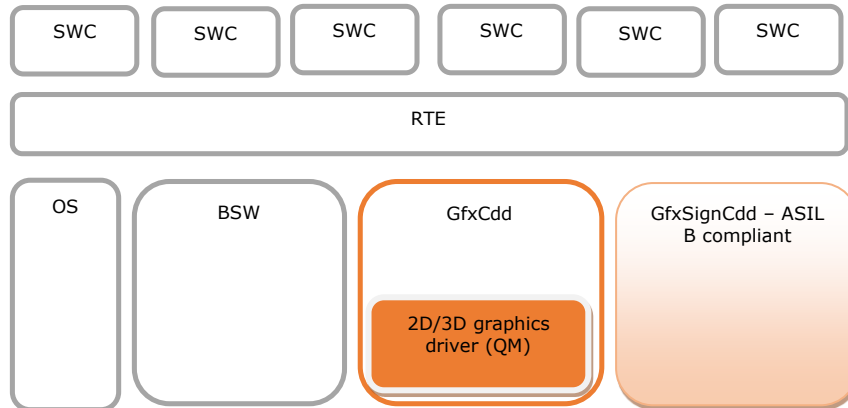 SWC
SWC
SWC
SWC
SWC
SWC
RTE
OS
BSW
GfxCdd
2D/3D graphics
driver (QM)
GfxSignCdd – ASIL
B compliant